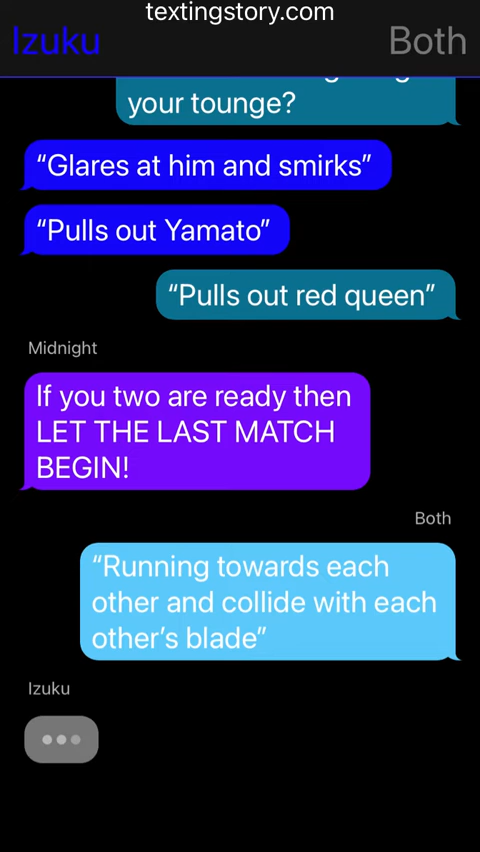 textingstory.com
Izuku
Both
your tounge?
“Glares at him and smirks”
“Pulls out Yamato”
“Pulls out red queen”
Midnight
If you two are ready then
LET THE LAST MATCH
BEGIN!
Both
“Running towards each
other and collide with each
other’s blade”
Izuku